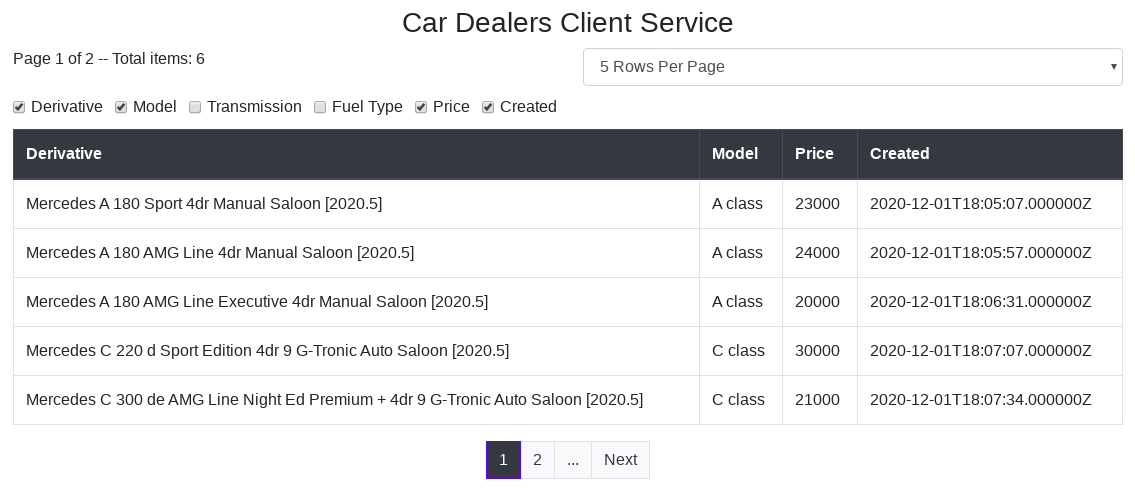 Car Dealers Client Service
Page 1 of 2 -- Total items: 6
5 Rows Per Page
Derivative Model Transmission Fuel Type Price Created
Derivative Model Price Created
Mercedes A 180 Sport 4dr Manual Saloon [2020.5] A class 23000 2020-12-01T18:05:07.000000Z
Mercedes A 180 AMG Line 4dr Manual Saloon [2020.5] A class 24000 2020-12-01T18:05:57.000000Z
Mercedes A 180 AMG Line Executive 4dr Manual Saloon [2020.5] A class 20000 2020-12-01T18:06:31.000000Z
Mercedes C 220 d Sport Edition 4dr 9 G-Tronic Auto Saloon [2020.5] C class 30000 2020-12-01T18:07:07.000000Z
Mercedes C 300 de AMG Line Night Ed Premium + 4dr 9 G-Tronic Auto Saloon [2020.5] C class 21000 2020-12-01T18:07:34.000000Z
1 2 ... Next